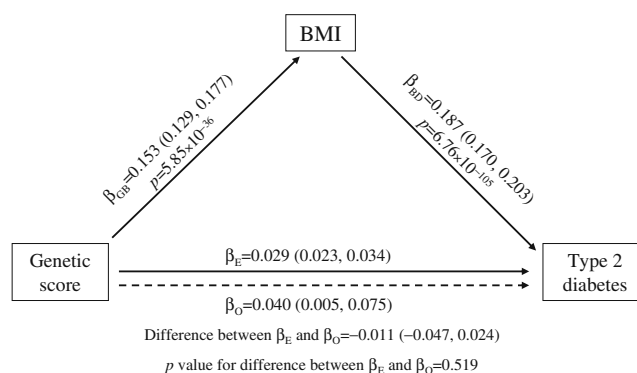 BMI
β_GB=0.153 (0.129, 0.177)
p=5.85×10⁻³⁶
β_BD=0.187 (0.170, 0.203)
p=6.76×10⁻¹⁰⁵
Genetic
score
β_E=0.029 (0.023, 0.034)
β_O=0.040 (0.005, 0.075)
Type 2
diabetes
Difference between β_E and β_O=−0.011 (−0.047, 0.024)
p value for difference between β_E and β_O=0.519